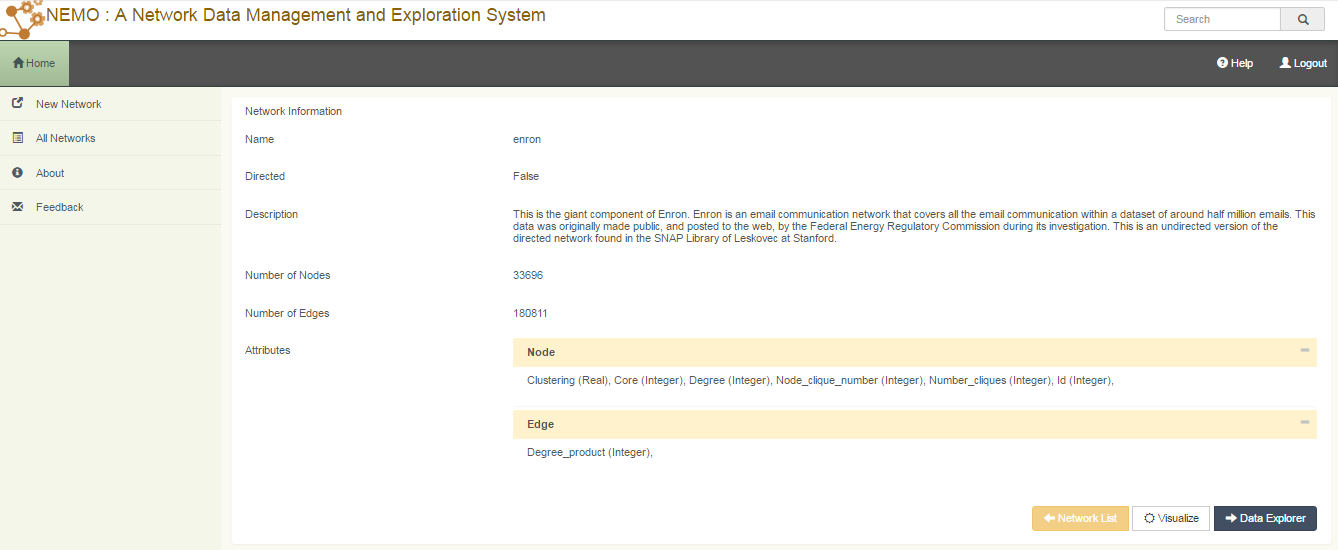 NEMO : A Network Data Management and Exploration System
Search
Home
Help
Logout
New Network
All Networks
About
Feedback
Network Information
Name
enron
Directed
False
Description
This is the giant component of Enron. Enron is an email communication network that covers all the email communication within a dataset of around half million emails. This
data was originally made public, and posted to the web, by the Federal Energy Regulatory Commission during its investigation. This is an undirected version of the
directed network found in the SNAP Library of Leskovec at Stanford.
Number of Nodes
33696
Number of Edges
180811
Attributes
Node
Clustering (Real), Core (Integer), Degree (Integer), Node_clique_number (Integer), Number_cliques (Integer), Id (Integer),
Edge
Degree_product (Integer),
Network List
Visualize
Data Explorer